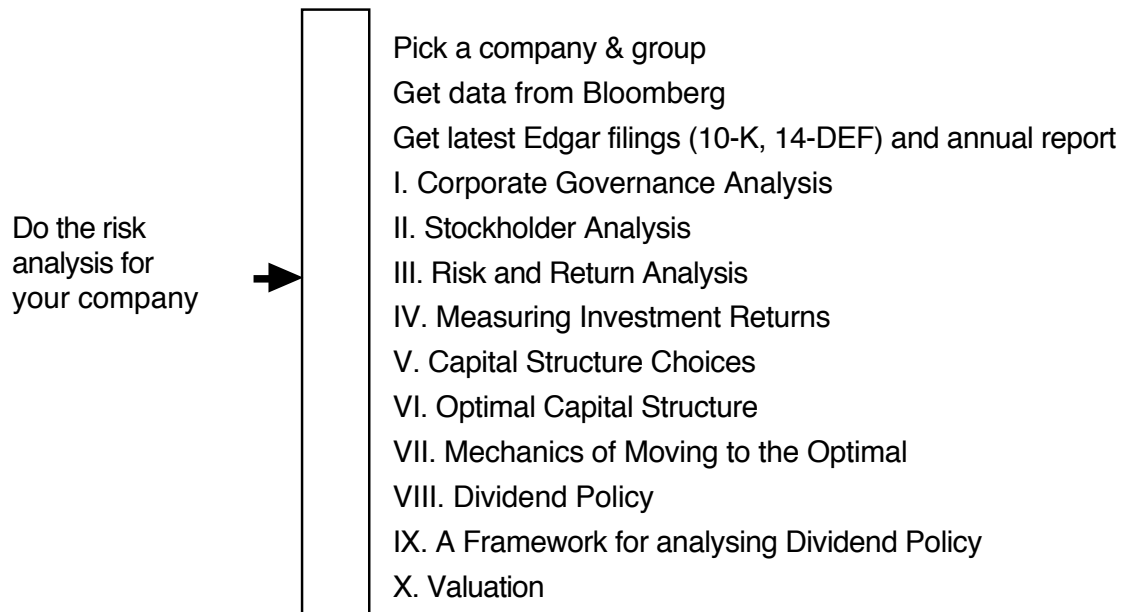 Pick a company & group
Get data from Bloomberg
Get latest Edgar filings (10-K, 14-DEF) and annual report
I. Corporate Governance Analysis
Do the risk
analysis for
your company
II. Stockholder Analysis
III. Risk and Return Analysis
IV. Measuring Investment Returns
V. Capital Structure Choices
VI. Optimal Capital Structure
VII. Mechanics of Moving to the Optimal
VIII. Dividend Policy
IX. A Framework for analysing Dividend Policy
X. Valuation